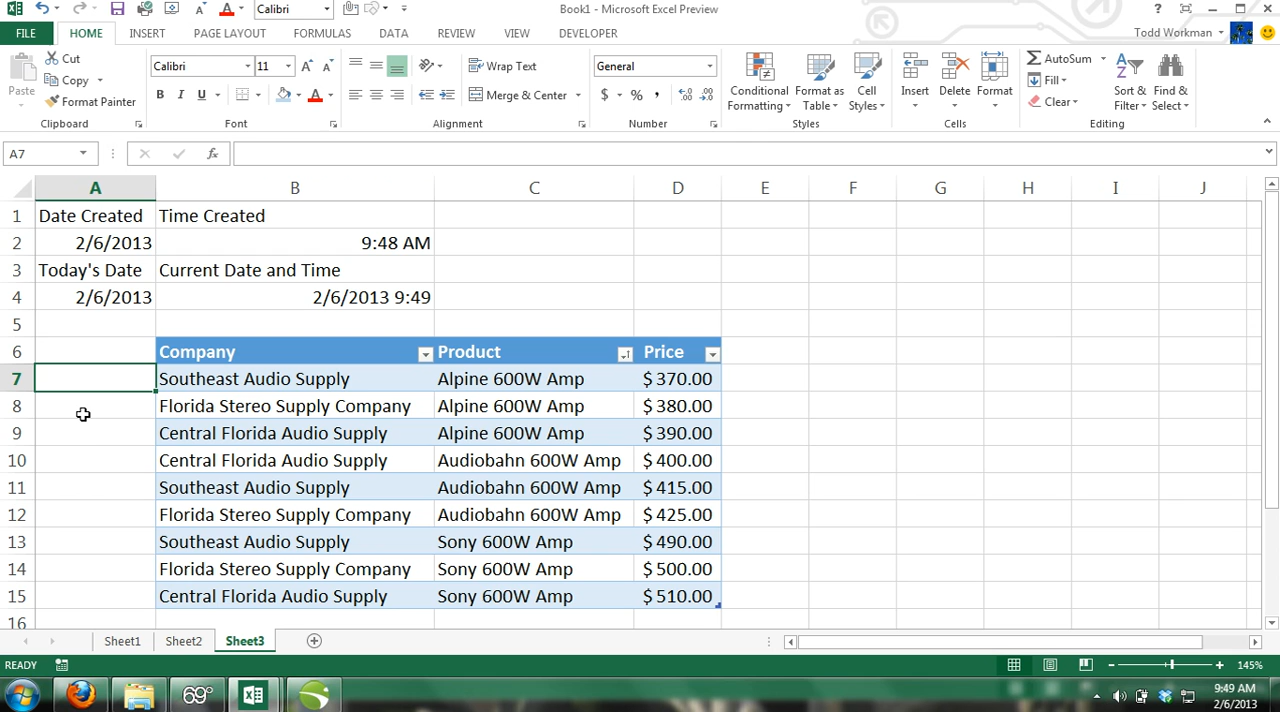 Calibri
Book1 - Microsoft Excel Preview
?
FILE HOME INSERT PAGE LAYOUT FORMULAS DATA REVIEW VIEW DEVELOPER Todd Workman
Paste
Cut
Copy
Format Painter
Clipboard
Calibri 11
B I U
Font
Wrap Text
Merge & Center
Alignment
General
$ % ,
Number
Conditional Formatting
Format as Table
Cell Styles
Styles
Insert
Delete
Format
Cells
AutoSum
Fill
Clear
Sort & Filter
Find & Select
Editing
A7 fx
A B C D E F G H I J
1 Date Created Time Created
2 2/6/2013 9:48 AM
3 Today's Date Current Date and Time
4 2/6/2013 2/6/2013 9:49
5
6 Company Product Price
7 Southeast Audio Supply Alpine 600W Amp $ 370.00
8 Florida Stereo Supply Company Alpine 600W Amp $ 380.00
9 Central Florida Audio Supply Alpine 600W Amp $ 390.00
10 Central Florida Audio Supply Audiobahn 600W Amp $ 400.00
11 Southeast Audio Supply Audiobahn 600W Amp $ 415.00
12 Florida Stereo Supply Company Audiobahn 600W Amp $ 425.00
13 Southeast Audio Supply Sony 600W Amp $ 490.00
14 Florida Stereo Supply Company Sony 600W Amp $ 500.00
15 Central Florida Audio Supply Sony 600W Amp $ 510.00
16
Sheet1 Sheet2 Sheet3
READY 145%
69° 9:49 AM
2/6/2013